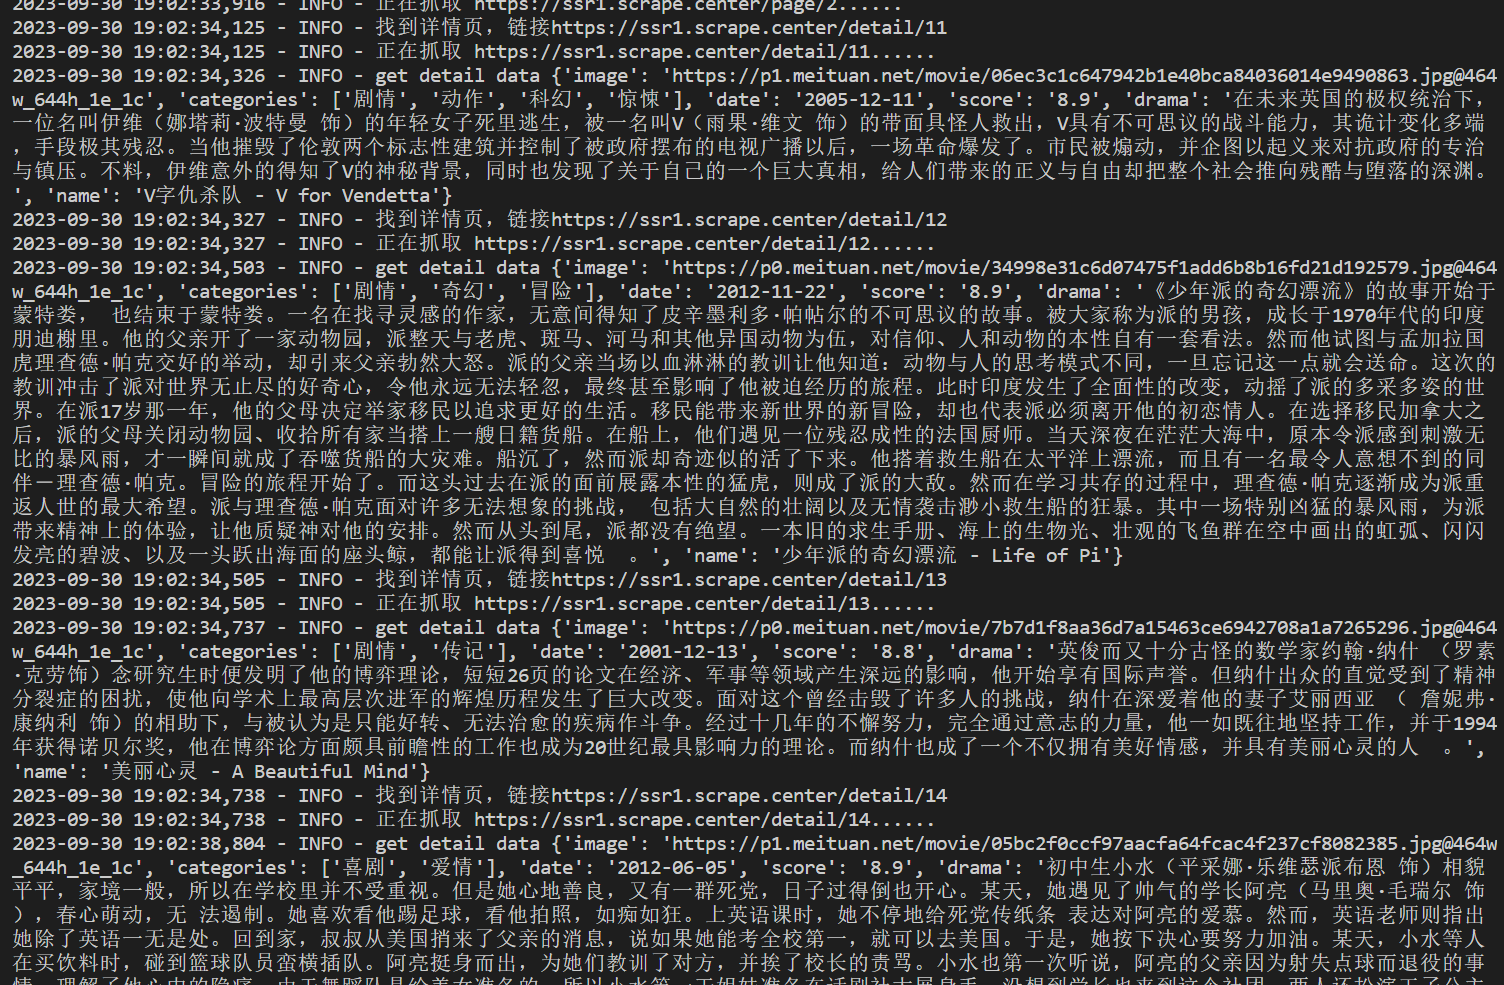 2023-09-30 19:02:33,916 - INFO - 正在抓取 https://ssr1.scrape.center/page/2......
2023-09-30 19:02:34,125 - INFO - 找到详情页，链接https://ssr1.scrape.center/detail/11
2023-09-30 19:02:34,125 - INFO - 正在抓取 https://ssr1.scrape.center/detail/11......
2023-09-30 19:02:34,326 - INFO - get detail data {'image': 'https://p1.meituan.net/movie/06ec3c1c647942b1e40bca84036014e9490863.jpg@464
w_644h_1e_1c', 'categories': ['剧情', '动作', '科幻', '惊悚'], 'date': '2005-12-11', 'score': '8.9', 'drama': '在未来英国的极权统治下，
一位名叫伊维（娜塔莉·波特曼 饰）的年轻女子死里逃生，被一名叫V（雨果·维文 饰）的带面具怪人救出，V具有不可思议的战斗能力，其诡计变化多端
，手段极其残忍。当他摧毁了伦敦两个标志性建筑并控制了被政府摆布的电视广播以后，一场革命爆发了。市民被煽动，并企图以起义来对抗政府的专治
与镇压。不料，伊维意外的得知了V的神秘背景，同时也发现了关于自己的一个巨大真相，给人们带来的正义与自由却把整个社会推向残酷与堕落的深渊。
', 'name': 'V字仇杀队 - V for Vendetta'}
2023-09-30 19:02:34,327 - INFO - 找到详情页，链接https://ssr1.scrape.center/detail/12
2023-09-30 19:02:34,327 - INFO - 正在抓取 https://ssr1.scrape.center/detail/12......
2023-09-30 19:02:34,503 - INFO - get detail data {'image': 'https://p0.meituan.net/movie/34998e31c6d07475f1add6b8b16fd21d192579.jpg@464
w_644h_1e_1c', 'categories': ['剧情', '奇幻', '冒险'], 'date': '2012-11-22', 'score': '8.9', 'drama': '《少年派的奇幻漂流》的故事开始于
蒙特娄， 也结束于蒙特娄。一名在找寻灵感的作家，无意间得知了皮辛墨利多·帕帖尔的不可思议的故事。被大家称为派的男孩，成长于1970年代的印度
朋迪榭里。他的父亲开了一家动物园，派整天与老虎、斑马、河马和其他异国动物为伍，对信仰、人和动物的本性自有一套看法。然而他试图与孟加拉国
虎理查德·帕克交好的举动，却引来父亲勃然大怒。派的父亲当场以血淋淋的教训让他知道：动物与人的思考模式不同，一旦忘记这一点就会送命。这次的
教训冲击了派对世界无止尽的好奇心，令他永远无法轻忽，最终甚至影响了他被迫经历的旅程。此时印度发生了全面性的改变，动摇了派的多采多姿的世
界。在派17岁那一年，他的父母决定举家移民以追求更好的生活。移民能带来新世界的新冒险，却也代表派必须离开他的初恋情人。在选择移民加拿大之
后，派的父母关闭动物园、收拾所有家当搭上一艘日籍货船。在船上，他们遇见一位残忍成性的法国厨师。当天深夜在茫茫大海中，原本令派感到刺激无
比的暴风雨，才一瞬间就成了吞噬货船的大灾难。船沉了，然而派却奇迹似的活了下来。他搭着救生船在太平洋上漂流，而且有一名最令人意想不到的同
伴－理查德·帕克。冒险的旅程开始了。而这头过去在派的面前展露本性的猛虎，则成了派的大敌。然而在学习共存的过程中，理查德·帕克逐渐成为派重
返人世的最大希望。派与理查德·帕克面对许多无法想象的挑战， 包括大自然的壮阔以及无情袭击渺小救生船的狂暴。其中一场特别凶猛的暴风雨，为派
带来精神上的体验，让他质疑神对他的安排。然而从头到尾，派都没有绝望。一本旧的求生手册、海上的生物光、壮观的飞鱼群在空中画出的虹弧、闪闪
发亮的碧波、以及一头跃出海面的座头鲸，都能让派得到喜悦 。', 'name': '少年派的奇幻漂流 - Life of Pi'}
2023-09-30 19:02:34,505 - INFO - 找到详情页，链接https://ssr1.scrape.center/detail/13
2023-09-30 19:02:34,505 - INFO - 正在抓取 https://ssr1.scrape.center/detail/13......
2023-09-30 19:02:34,737 - INFO - get detail data {'image': 'https://p0.meituan.net/movie/7b7d1f8aa36d7a15463ce6942708a1a7265296.jpg@464
w_644h_1e_1c', 'categories': ['剧情', '传记'], 'date': '2001-12-13', 'score': '8.8', 'drama': '英俊而又十分古怪的数学家约翰·纳什 （罗素
·克劳饰）念研究生时便发明了他的博弈理论，短短26页的论文在经济、军事等领域产生深远的影响，他开始享有国际声誉。但纳什出众的直觉受到了精神
分裂症的困扰，使他向学术上最高层次进军的辉煌历程发生了巨大改变。面对这个曾经击毁了许多人的挑战，纳什在深爱着他的妻子艾丽西亚 （ 詹妮弗·
康纳利 饰）的相助下，与被认为是只能好转、无法治愈的疾病作斗争。经过十几年的不懈努力，完全通过意志的力量，他一如既往地坚持工作，并于1994
年获得诺贝尔奖，他在博弈论方面颇具前瞻性的工作也成为20世纪最具影响力的理论。而纳什也成了一个不仅拥有美好情感，并具有美丽心灵的人 。',
'name': '美丽心灵 - A Beautiful Mind'}
2023-09-30 19:02:34,738 - INFO - 找到详情页，链接https://ssr1.scrape.center/detail/14
2023-09-30 19:02:34,738 - INFO - 正在抓取 https://ssr1.scrape.center/detail/14......
2023-09-30 19:02:38,804 - INFO - get detail data {'image': 'https://p1.meituan.net/movie/05bc2f0ccf97aacfa64fcac4f237cf8082385.jpg@464w
_644h_1e_1c', 'categories': ['喜剧', '爱情'], 'date': '2012-06-05', 'score': '8.9', 'drama': '初中生小水（平采娜·乐维瑟派布恩 饰）相貌
平平，家境一般，所以在学校里并不受重视。但是她心地善良，又有一群死党，日子过得倒也开心。某天，她遇见了帅气的学长阿亮（马里奥·毛瑞尔 饰
），春心萌动，无 法遏制。她喜欢看他踢足球，看他拍照，如痴如狂。上英语课时，她不停地给死党传纸条 表达对阿亮的爱慕。然而，英语老师则指出
她除了英语一无是处。回到家，叔叔从美国捎来了父亲的消息，说如果她能考全校第一，就可以去美国。于是，她按下决心要努力加油。某天，小水等人
在买饮料时，碰到篮球队员蛮横插队。阿亮挺身而出，为她们教训了对方，并挨了校长的责骂。小水也第一次听说，阿亮的父亲因为射失点球而退役的事